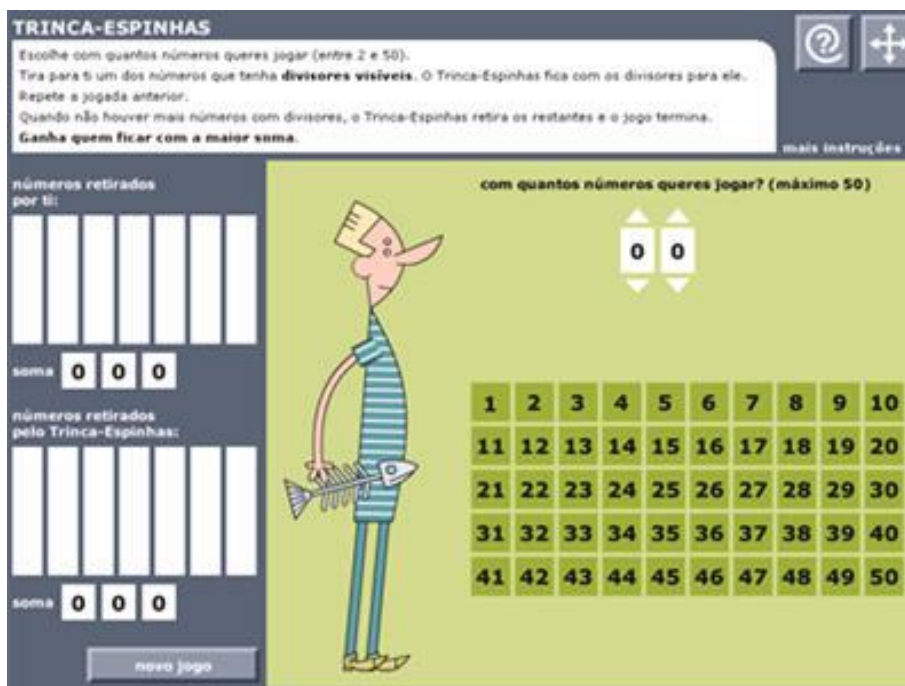 TRINCA-ESPINHAS
Escolhe com quantos números queres jogar (entre 2 e 50).
Tira para ti um dos números que tenha divisores visíveis. O Trinca-Espinhas fica com os divisores para ele.
Repete a jogada anterior.
Quando não houver mais números com divisores, o Trinca-Espinhas retira os restantes e o jogo termina.
Ganha quem ficar com a maior soma.
mais instruções
números retirados
por ti:
soma 0 0 0
números retirados
pelo Trinca-Espinhas:
soma 0 0 0
novo jogo
com quantos números queres jogar? (máximo 50)
0 0
1 2 3 4 5 6 7 8 9 10
11 12 13 14 15 16 17 18 19 20
21 22 23 24 25 26 27 28 29 30
31 32 33 34 35 36 37 38 39 40
41 42 43 44 45 46 47 48 49 50